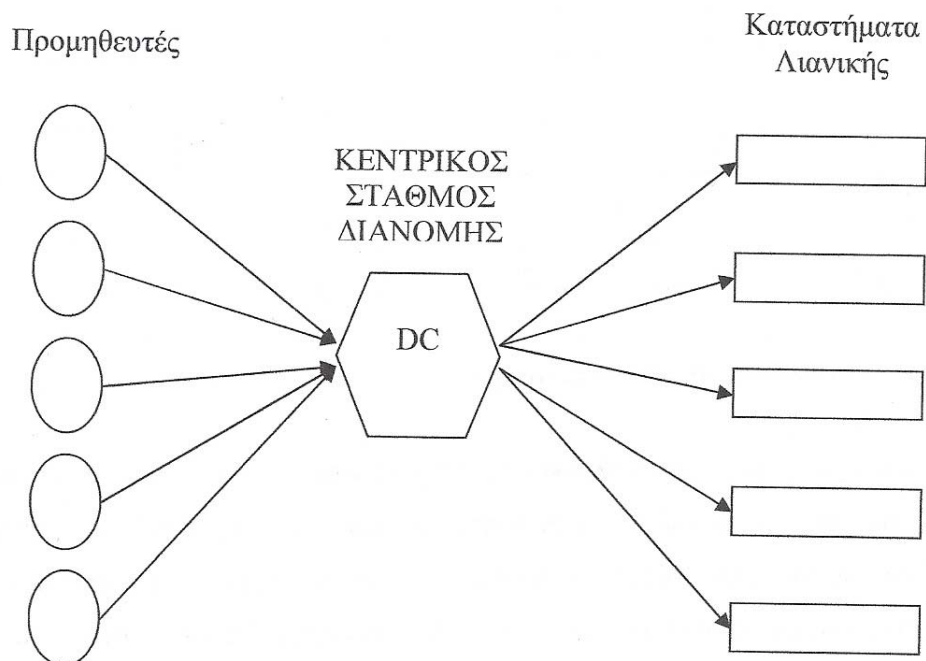 Προμηθευτές
Καταστήματα
Λιανικής
ΚΕΝΤΡΙΚΟΣ
ΣΤΑΘΜΟΣ
ΔΙΑΝΟΜΗΣ
DC